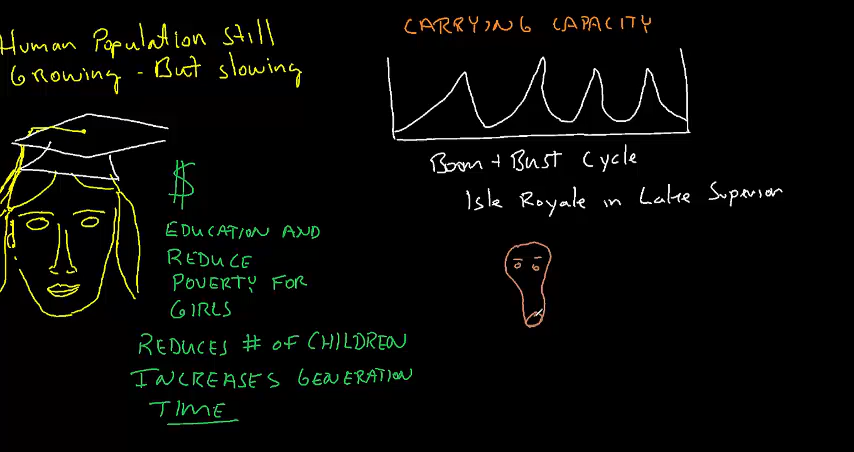 Human Population Still
Growing - But slowing
$
EDUCATION AND
REDUCE
POVERTY FOR
GIRLS
REDUCES # OF CHILDREN
INCREASES GENERATION
TIME
CARRYING CAPACITY
Boom + Bust Cycle
Isle Royale in Lake Superior